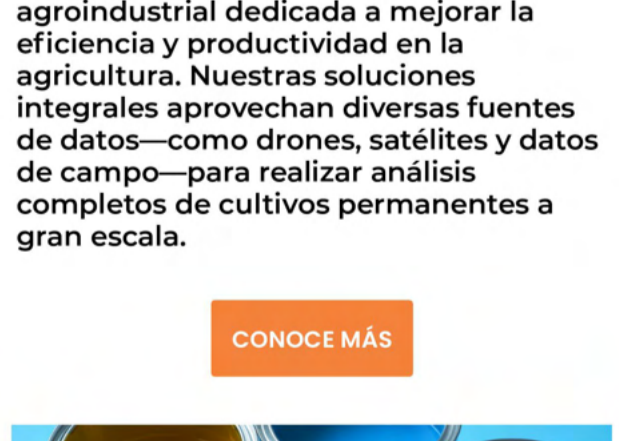 agroindustrial dedicada a mejorar la
eficiencia y productividad en la
agricultura. Nuestras soluciones
integrales aprovechan diversas fuentes
de datos—como drones, satélites y datos
de campo—para realizar análisis
completos de cultivos permanentes a
gran escala.
CONOCE MÁS